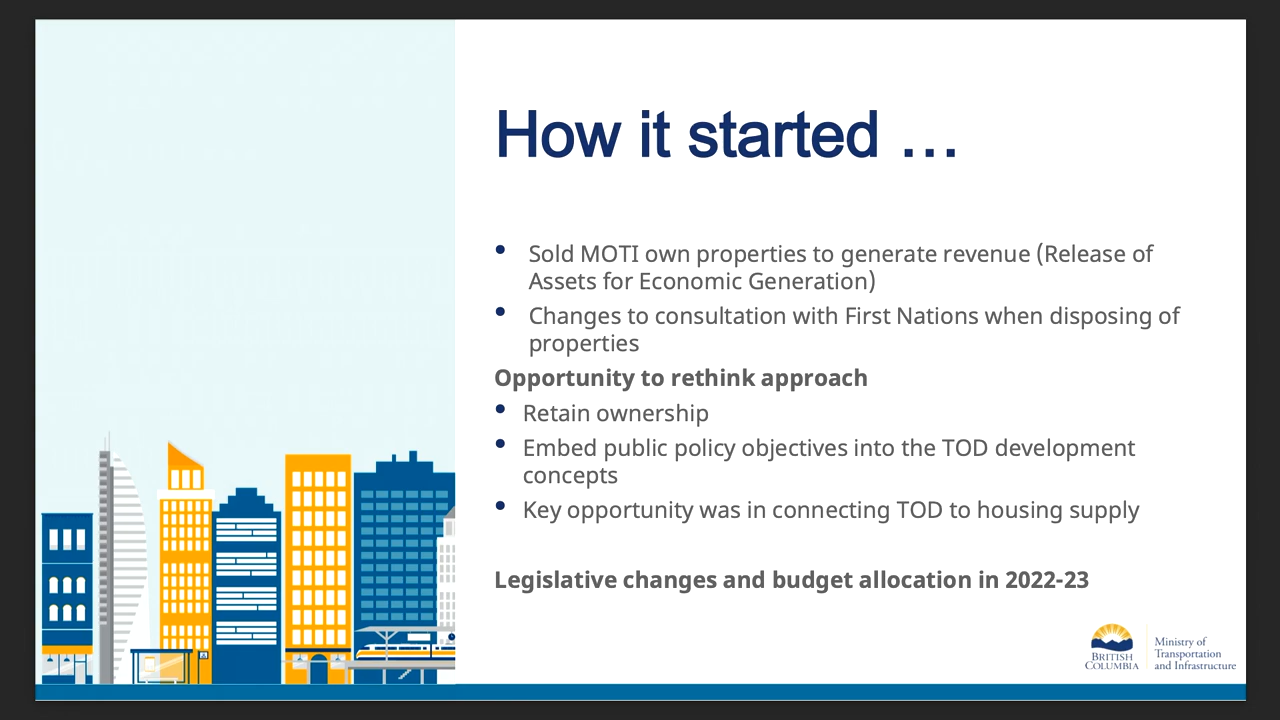 How it started ...
• Sold MOTI own properties to generate revenue (Release of
Assets for Economic Generation)
• Changes to consultation with First Nations when disposing of
properties
Opportunity to rethink approach
• Retain ownership
• Embed public policy objectives into the TOD development
concepts
• Key opportunity was in connecting TOD to housing supply
Legislative changes and budget allocation in 2022-23
BRITISH
COLUMBIA
Ministry of
Transportation
and Infrastructure